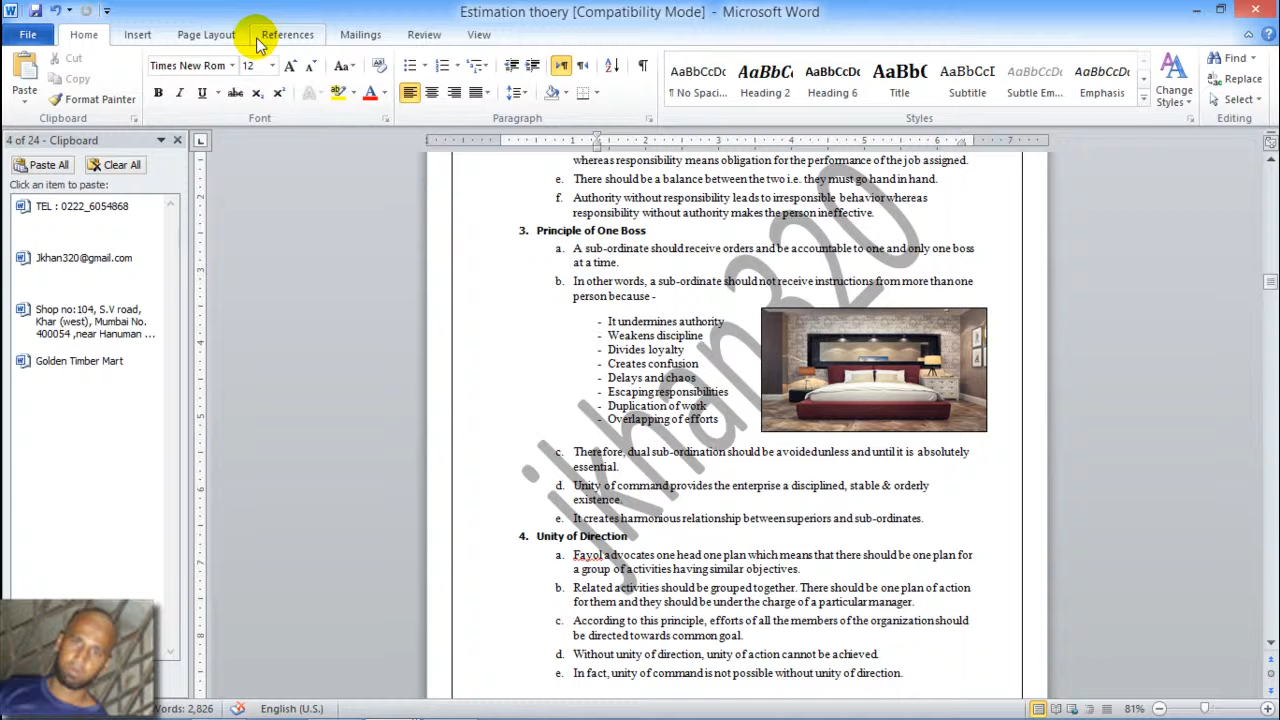 Estimation thoery [Compatibility Mode] - Microsoft Word
File Home Insert Page Layout References Mailings Review View
Cut
Copy
Format Painter
Paste
Clipboard
Times New Rom 12
Font
Paragraph
AaBbCcDc AaBbC AaBbCcDc AaBbC AaBbCcD AaBbCcDc AaBbCcD
¶ No Spaci... Heading 2 Heading 6 Title Subtitle Subtle Em... Emphasis
Styles
Change Styles
Find
Replace
Select
Editing
4 of 24 - Clipboard
Paste All Clear All
Click an item to paste:
TEL : 0222_6054868
Jkhan320@gmail.com
Shop no:104, S.V road,
Khar (west), Mumbai No.
400054 ,near Hanuman ...
Golden Timber Mart
1 1 2 3 4 5 6 7
whereas responsibility means obligation for the performance of the job assigned.
e. There should be a balance between the two i.e. they must go hand in hand.
f. Authority without responsibility leads to irresponsible behavior whereas
responsibility without authority makes the person ineffective.
3. Principle of One Boss
a. A sub-ordinate should receive orders and be accountable to one and only one boss
at a time.
b. In other words, a sub-ordinate should not receive instructions from more than one
person because -
- It undermines authority
- Weakens discipline
- Divides loyalty
- Creates confusion
- Delays and chaos
- Escaping responsibilities
- Duplication of work
- Overlapping of efforts
c. Therefore, dual sub-ordination should be avoided unless and until it is absolutely
essential.
d. Unity of command provides the enterprise a disciplined, stable & orderly
existence.
e. It creates harmonious relationship between superiors and sub-ordinates.
4. Unity of Direction
a. Fayol advocates one head one plan which means that there should be one plan for
a group of activities having similar objectives.
b. Related activities should be grouped together. There should be one plan of action
for them and they should be under the charge of a particular manager.
c. According to this principle, efforts of all the members of the organization should
be directed towards common goal.
d. Without unity of direction, unity of action cannot be achieved.
e. In fact, unity of command is not possible without unity of direction.
jkhan320
Words: 2,826 English (U.S.) 81%